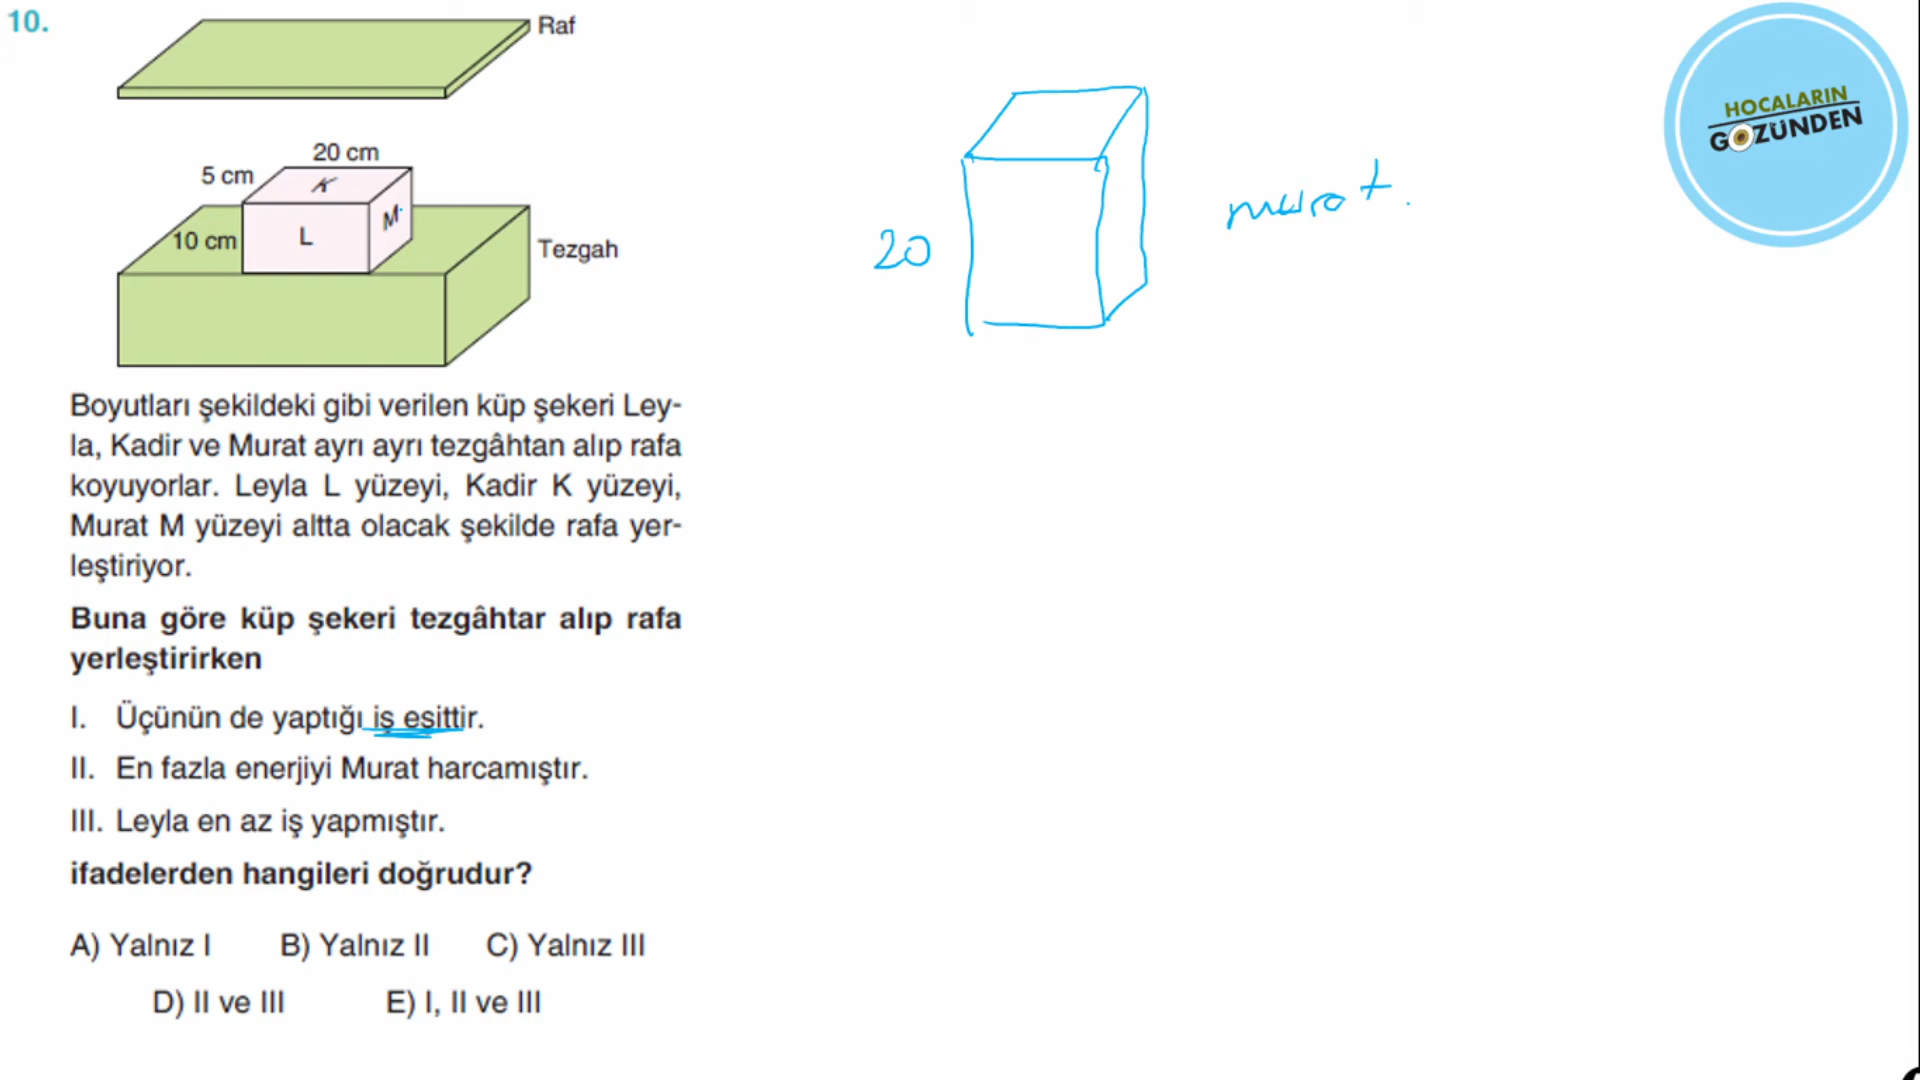 10.
Raf
20 cm
5 cm
K
10 cm
L
M
Tezgah
20
murat.
HOCALARIN
GÖZÜNDEN
Boyutları şekildeki gibi verilen küp şekeri Ley-
la, Kadir ve Murat ayrı ayrı tezgâhtan alıp rafa
koyuyorlar. Leyla L yüzeyi, Kadir K yüzeyi,
Murat M yüzeyi altta olacak şekilde rafa yer-
leştiriyor.
Buna göre küp şekeri tezgâhtar alıp rafa
yerleştirirken
I. Üçünün de yaptığı iş eşittir.
II. En fazla enerjiyi Murat harcamıştır.
III. Leyla en az iş yapmıştır.
ifadelerden hangileri doğrudur?
A) Yalnız I B) Yalnız II C) Yalnız III
D) II ve III E) I, II ve III